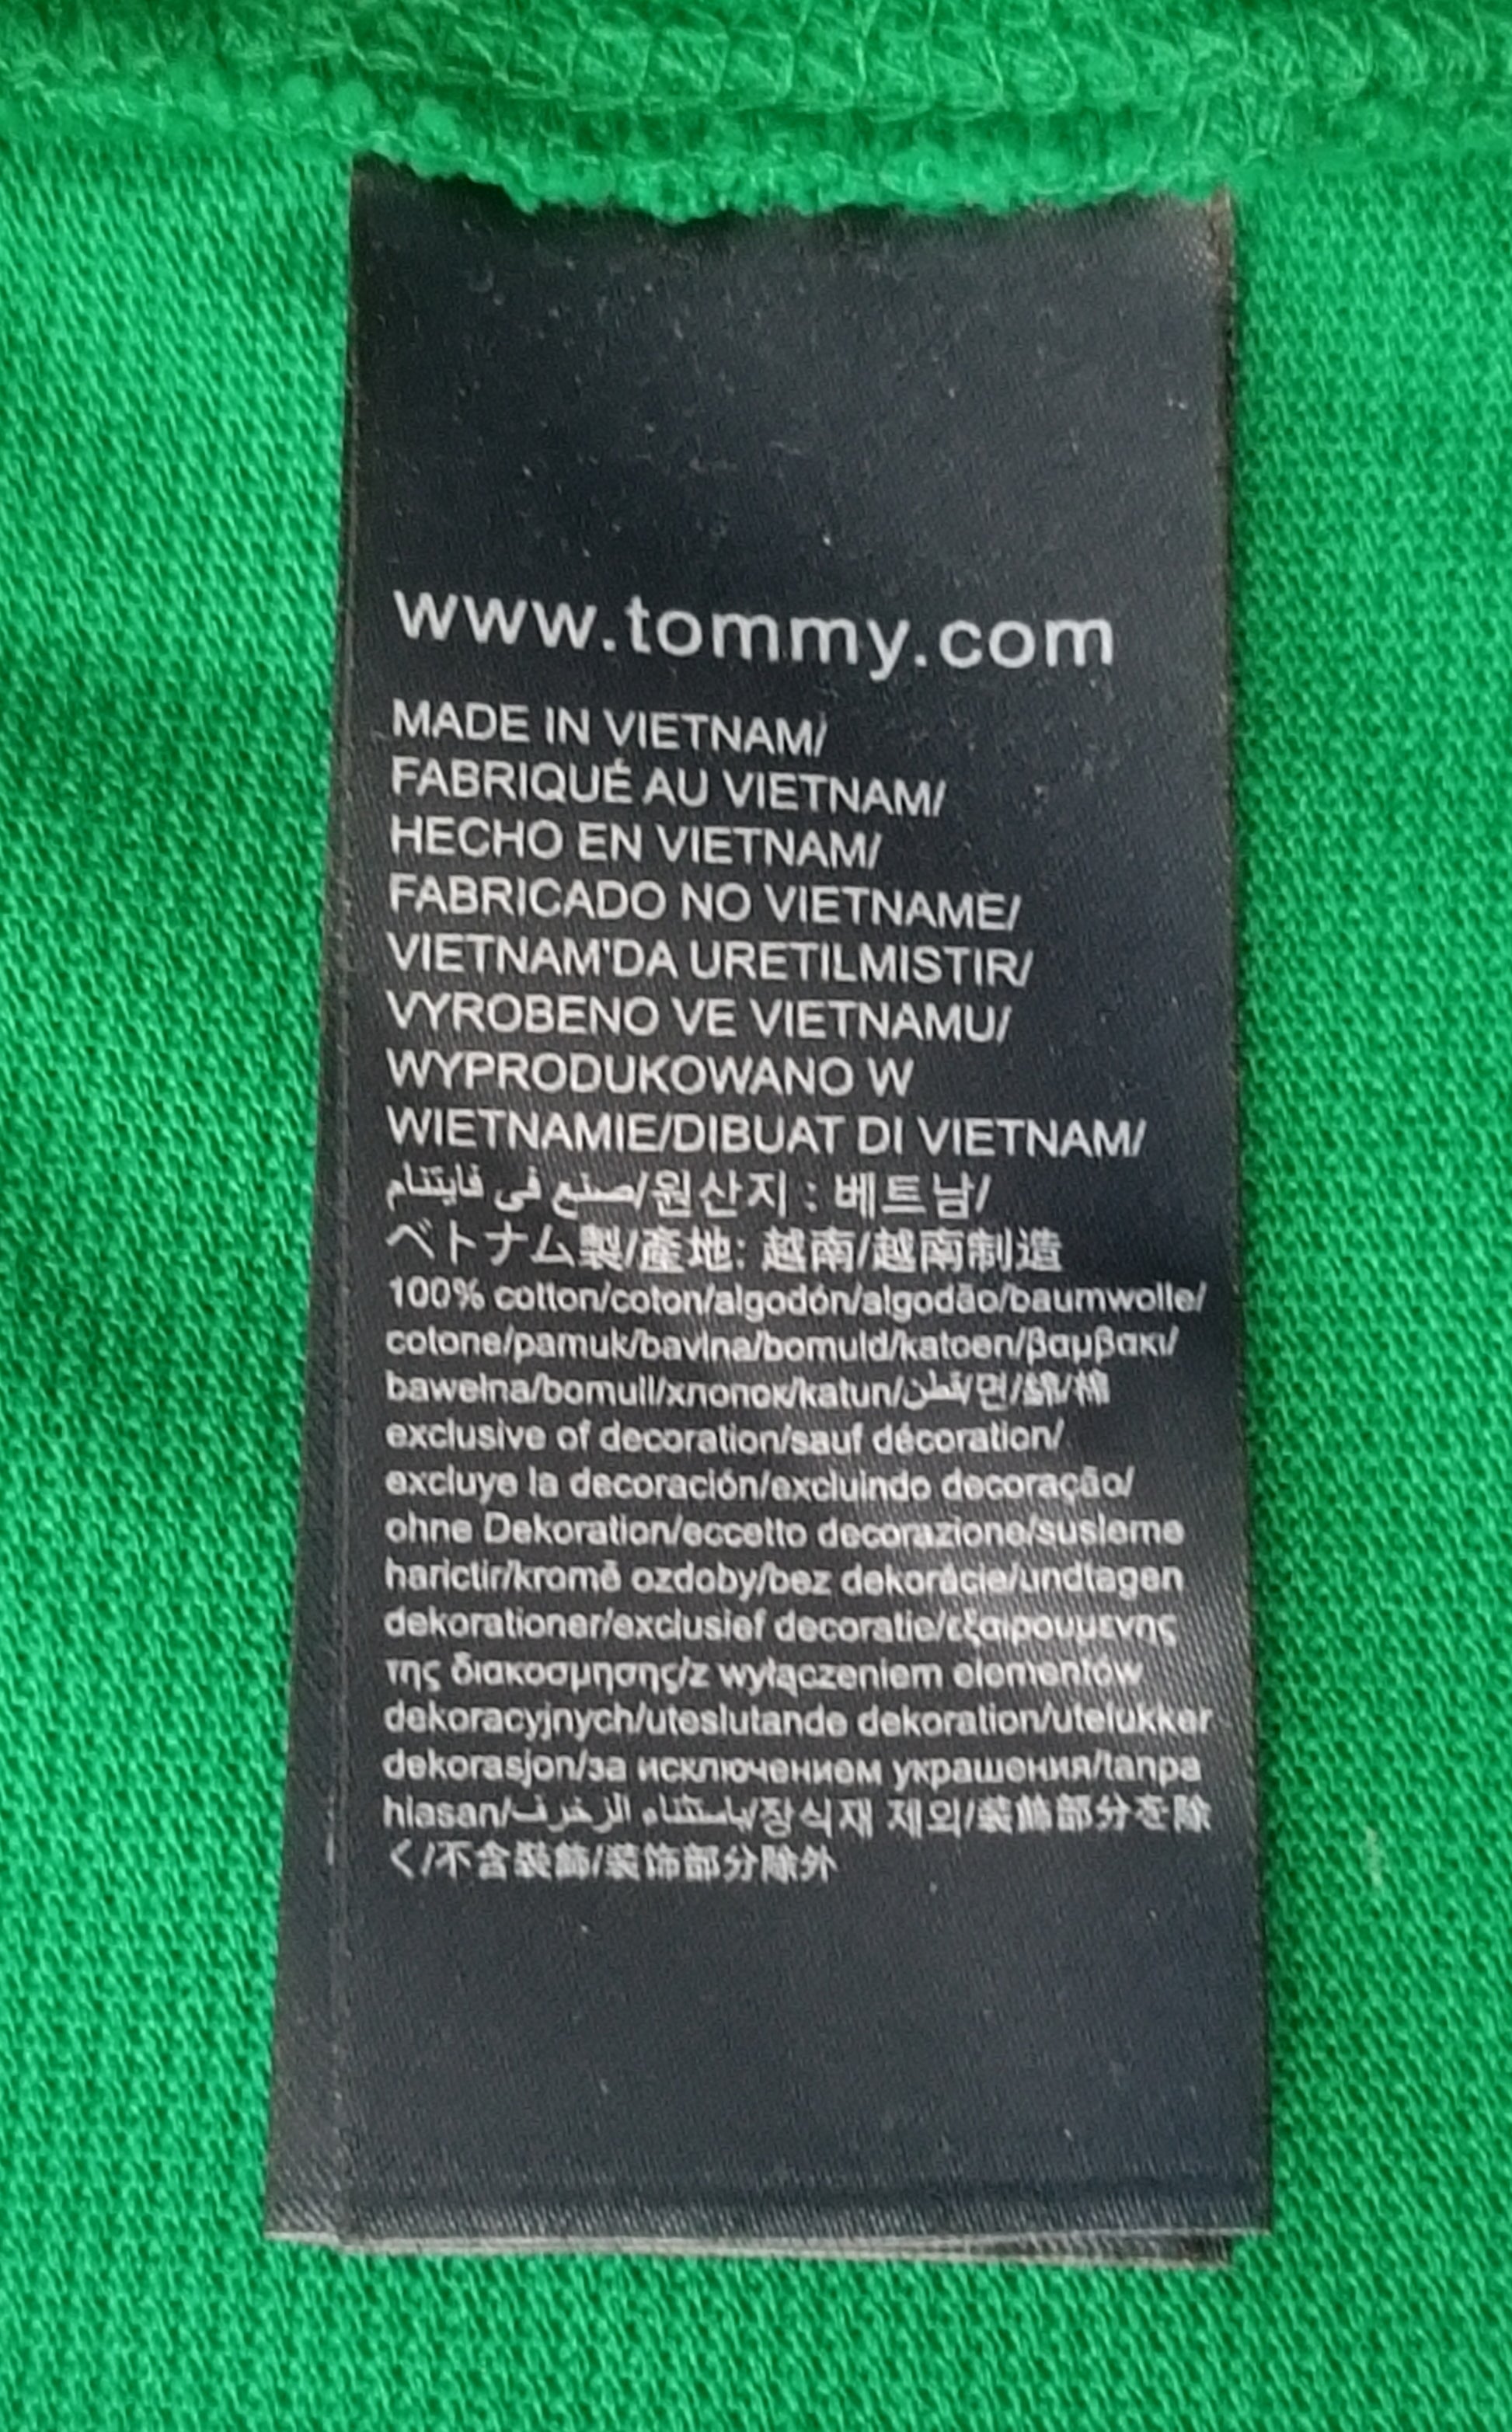 www.tommy.com
MADE IN VIETNAM/
FABRIQUÉ AU VIETNAM/
HECHO EN VIETNAM/
FABRICADO NO VIETNAME/
VIETNAM'DA URETILMISTIR/
VYROBENO VE VIETNAMU/
WYPRODUKOWANO W
WIETNAMIE/DIBUAT DI VIETNAM/
صنع في فايتنام/원산지 : 베트남/
ベトナム製/產地: 越南/越南制造
100% cotton/coton/algodón/algodão/baumwolle/
cotone/pamuk/bavlna/bomuld/katoen/βαμβακι/
bawełna/bomull/хлопок/katun/قطن/면/綿/棉
exclusive of decoration/sauf décoration/
excluye la decoración/excluindo decoração/
ohne Dekoration/eccetto decorazione/susleme
harictir/kromě ozdoby/bez dekorácie/undtagen
dekorationer/exclusief decoratie/εξαιρουμενης
της διακοσμησης/z wyłączeniem elementów
dekoracyjnych/uteslutande dekoration/utelukker
dekorasjon/за исключением украшения/tanpa
hiasan/باستثناء الزخرف/장식재 제외/装飾部分を除
く/不含裝飾/装饰部分除外